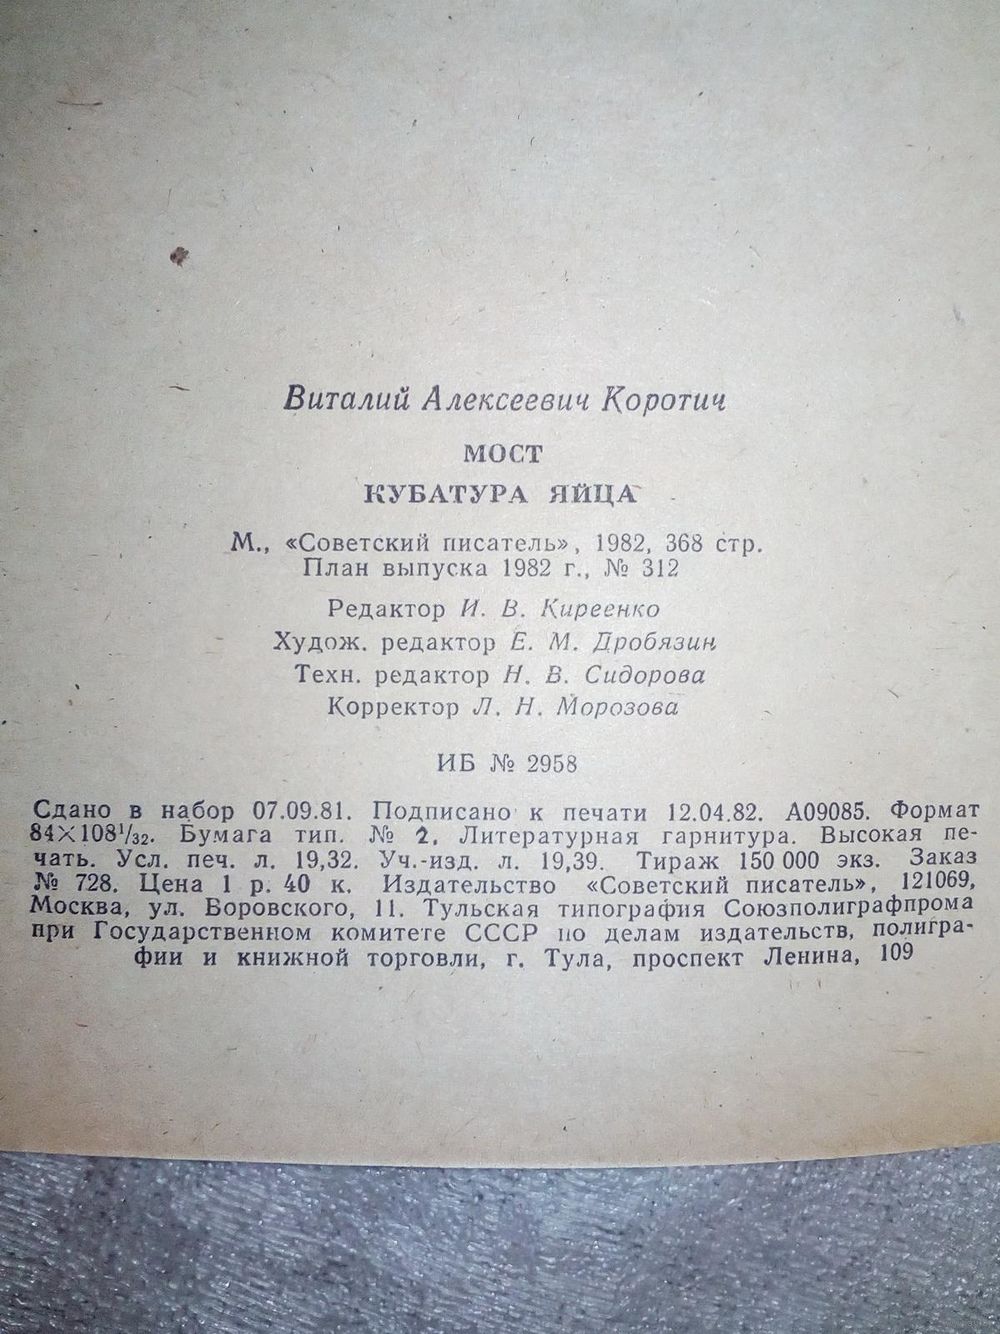 Виталий Алексеевич Коротич
МОСТ
КУБАТУРА ЯЙЦА
М., «Советский писатель», 1982, 368 стр.
План выпуска 1982 г., № 312
Редактор И. В. Киреенко
Худож. редактор Е. М. Дробязин
Техн. редактор Н. В. Сидорова
Корректор Л. Н. Морозова
ИБ № 2958
Сдано в набор 07.09.81. Подписано к печати 12.04.82. А09085. Формат
84×108¹/₃₂. Бумага тип. № 2. Литературная гарнитура. Высокая пе-
чать. Усл. печ. л. 19,32. Уч.-изд. л. 19,39. Тираж 150 000 экз. Заказ
№ 728. Цена 1 р. 40 к. Издательство «Советский писатель», 121069,
Москва, ул. Воровского, 11. Тульская типография Союзполиграфпрома
при Государственном комитете СССР по делам издательств, полигра-
фии и книжной торговли, г. Тула, проспект Ленина, 109